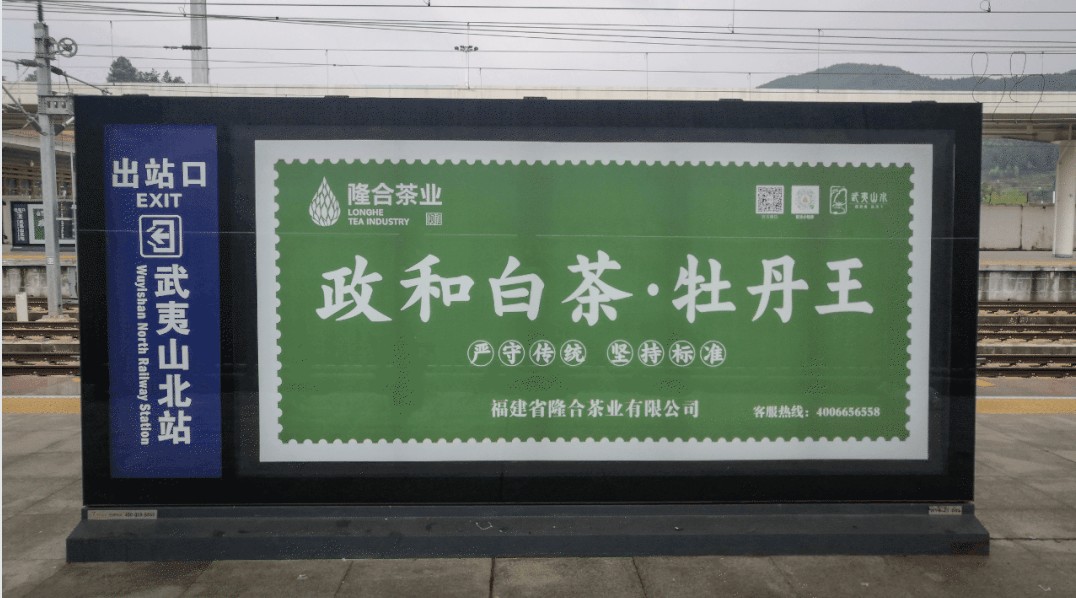 出站口
EXIT
武夷山北站
Wuyishan North Railway Station
隆合茶业
LONGHE
TEA INDUSTRY
武夷山水
政和白茶·牡丹王
严守传统 坚持标准
福建省隆合茶业有限公司
客服热线：4006656558